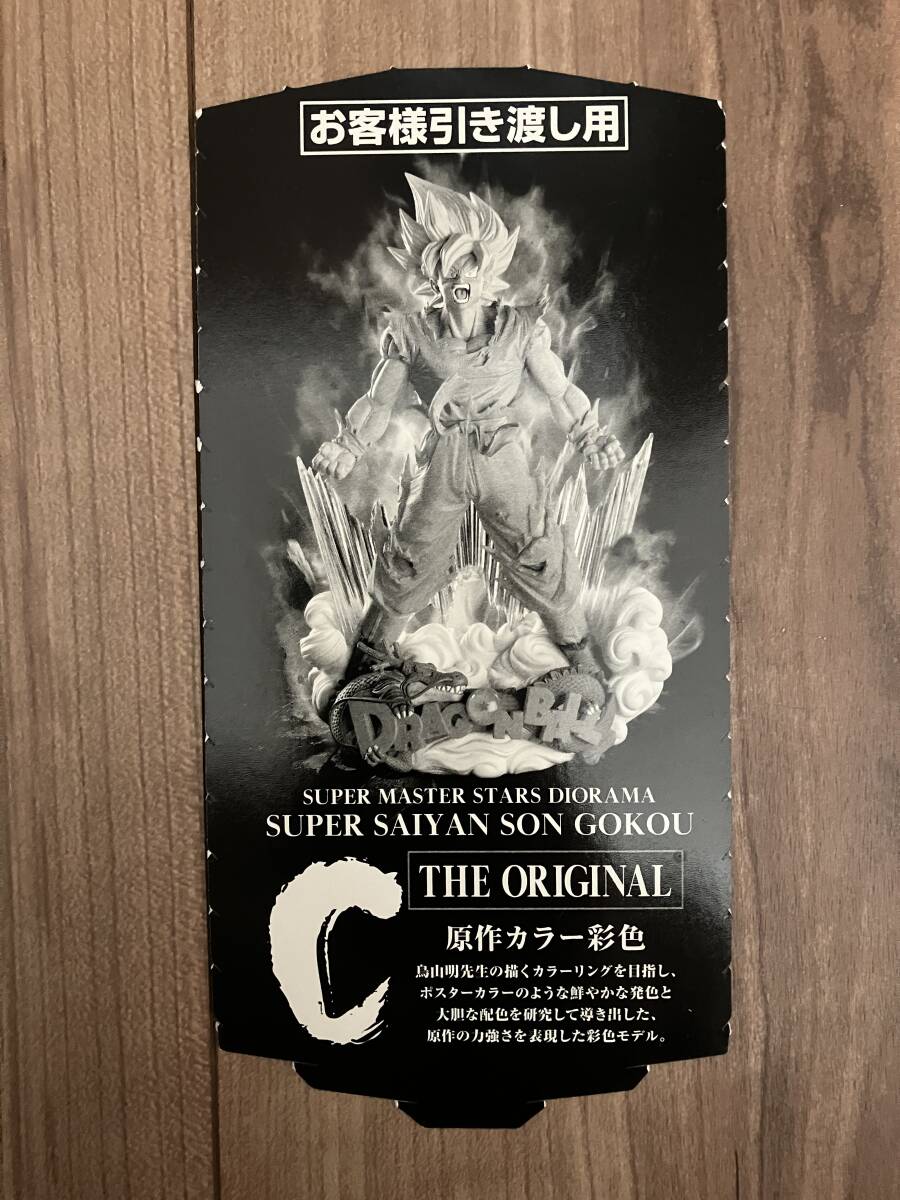 お客様引き渡し用
DRAGON BALL
SUPER MASTER STARS DIORAMA
SUPER SAIYAN SON GOKOU
C
THE ORIGINAL
原作カラー彩色
鳥山明先生の描くカラーリングを目指し、
ポスターカラーのような鮮やかな発色と
大胆な配色を研究して導き出した、
原作の力強さを表現した彩色モデル。